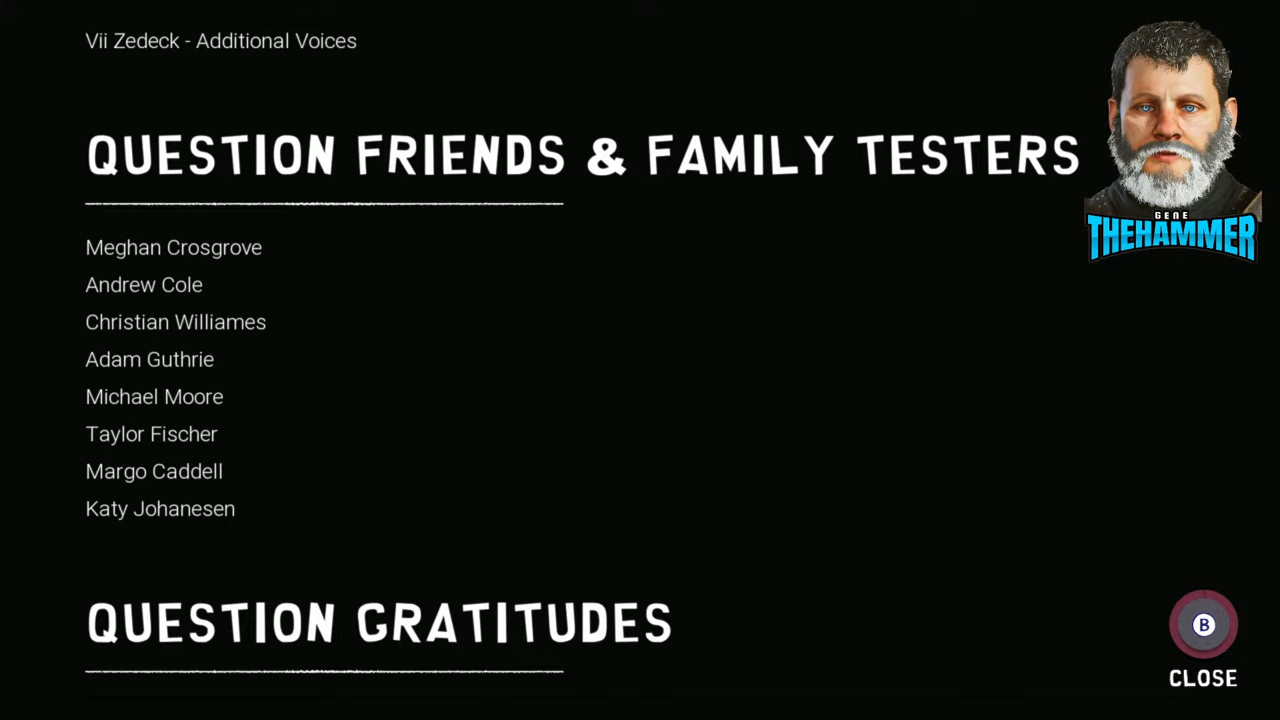 Vii Zedeck - Additional Voices
QUESTION FRIENDS & FAMILY TESTERS
GENE
THEHAMMER
Meghan Crosgrove
Andrew Cole
Christian Williames
Adam Guthrie
Michael Moore
Taylor Fischer
Margo Caddell
Katy Johanesen
QUESTION GRATITUDES
B
CLOSE